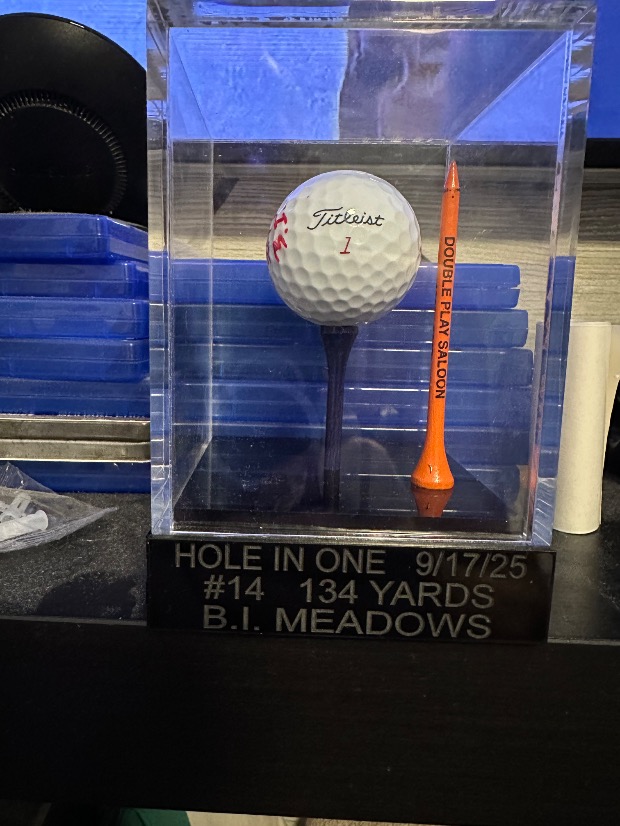 Titleist
1
DOUBLE PLAY SALOON
HOLE IN ONE 9/17/25
#14 134 YARDS
B.I. MEADOWS